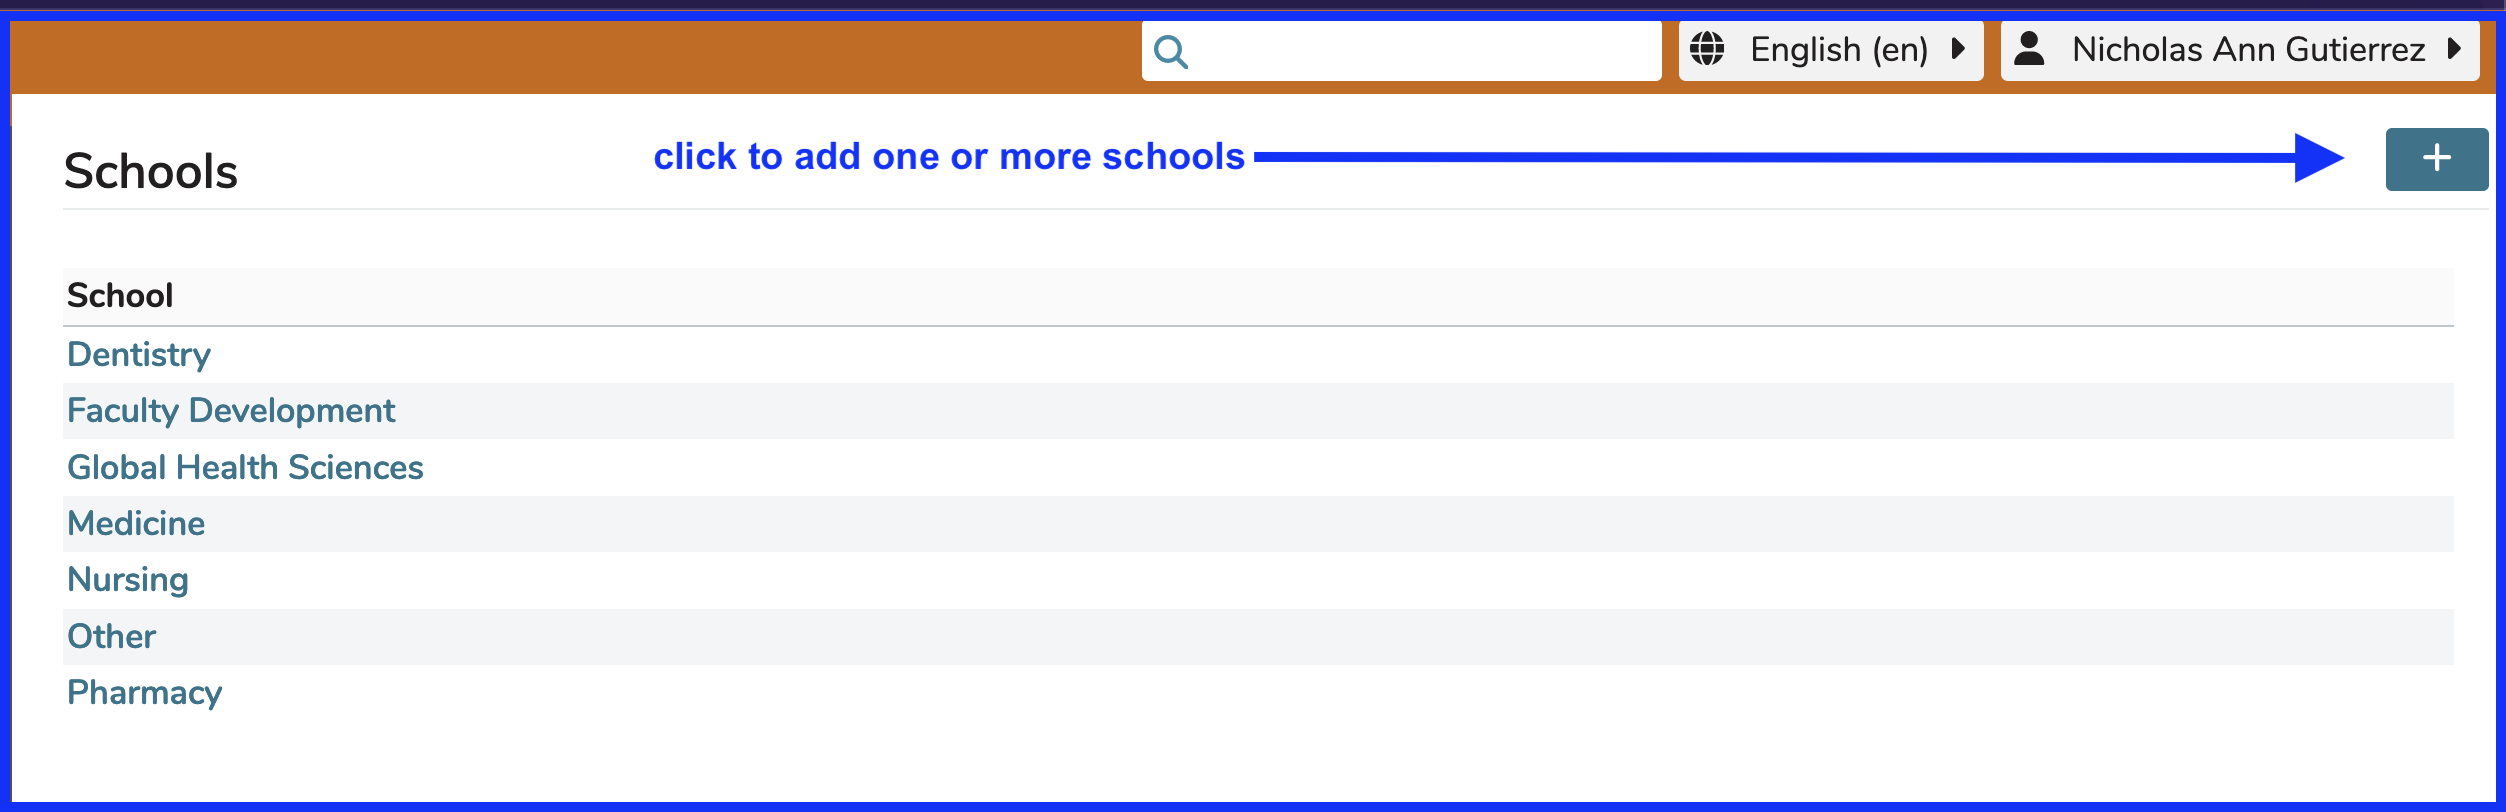 English (en)
Nicholas Ann Gutierrez
Schools
click to add one or more schools
+
School
Dentistry
Faculty Development
Global Health Sciences
Medicine
Nursing
Other
Pharmacy